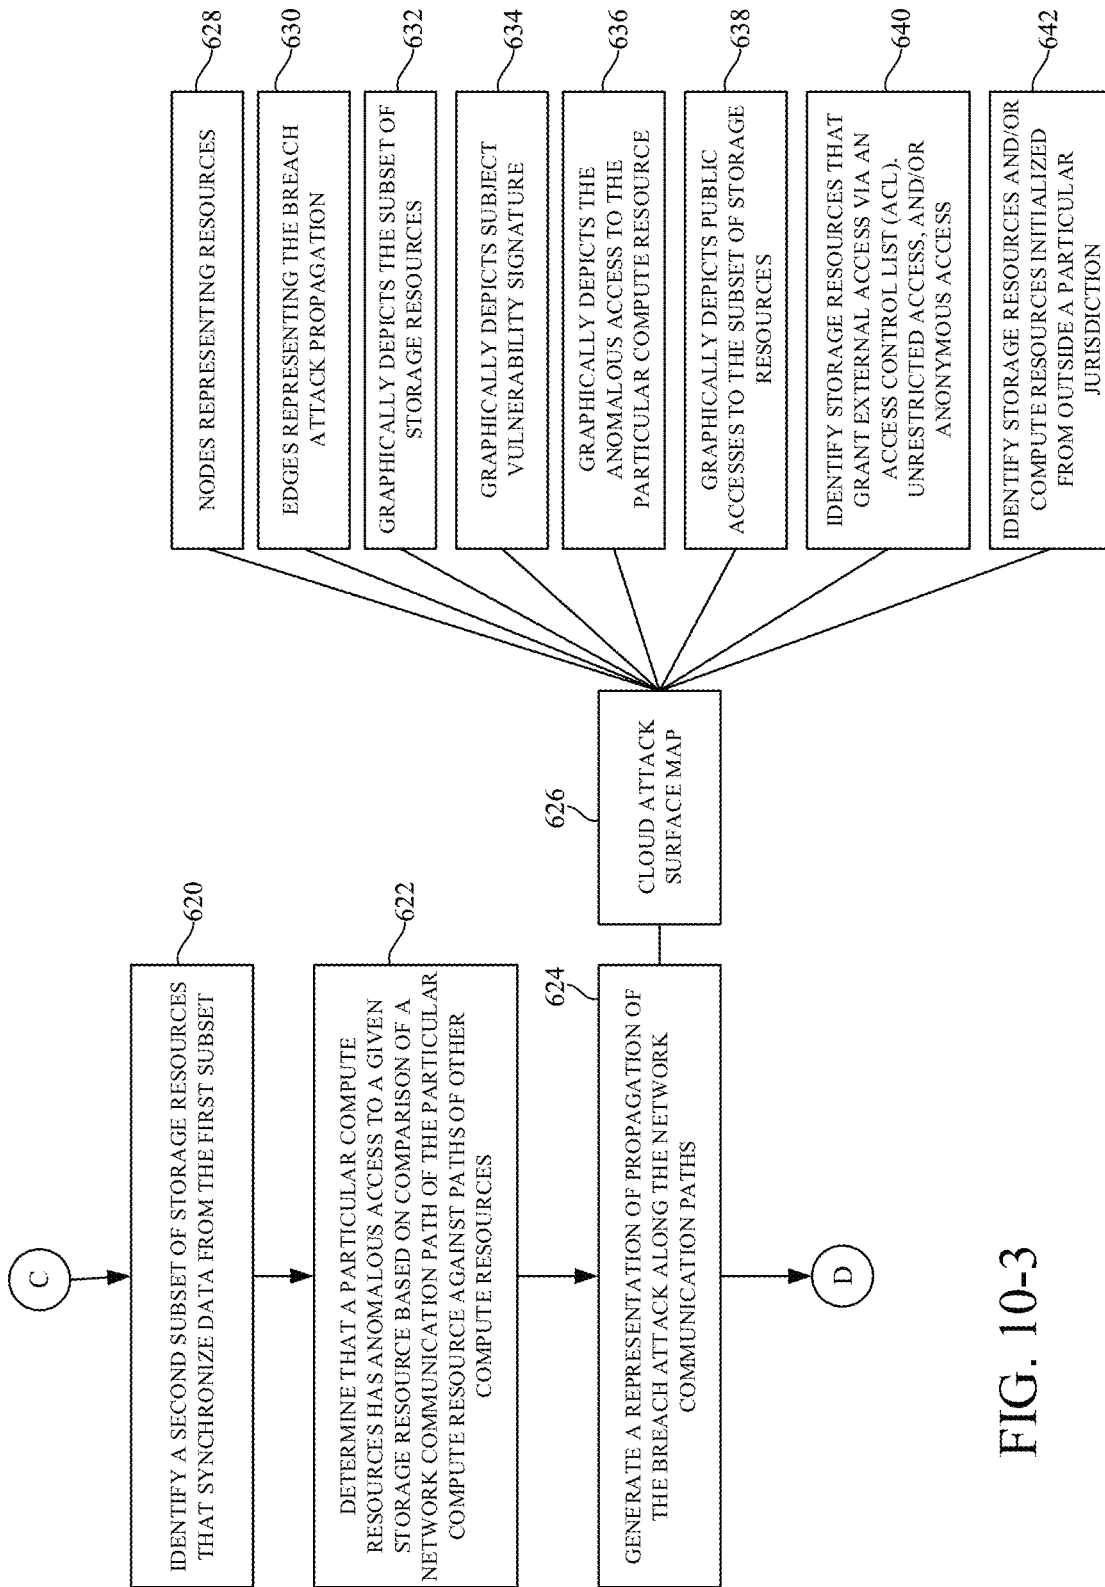 C
620
IDENTIFY A SECOND SUBSET OF STORAGE RESOURCES
THAT SYNCHRONIZE DATA FROM THE FIRST SUBSET
622
DETERMINE THAT A PARTICULAR COMPUTE
RESOURCES HAS ANOMALOUS ACCESS TO A GIVEN
STORAGE RESOURCE BASED ON COMPARISON OF A
NETWORK COMMUNICATION PATH OF THE PARTICULAR
COMPUTE RESOURCE AGAINST PATHS OF OTHER
COMPUTE RESOURCES
624
GENERATE A REPRESENTATION OF PROPAGATION OF
THE BREACH ATTACK ALONG THE NETWORK
COMMUNICATION PATHS
D
626
CLOUD ATTACK
SURFACE MAP
NODES REPRESENTING RESOURCES
628
EDGES REPRESENTING THE BREACH
ATTACK PROPAGATION
630
GRAPHICALLY DEPICTS THE SUBSET OF
STORAGE RESOURCES
632
GRAPHICALLY DEPICTS SUBJECT
VULNERABILITY SIGNATURE
634
GRAPHICALLY DEPICTS THE
ANOMALOUS ACCESS TO THE
PARTICULAR COMPUTE RESOURCE
636
GRAPHICALLY DEPICTS PUBLIC
ACCESSES TO THE SUBSET OF STORAGE
RESOURCES
638
IDENTIFY STORAGE RESOURCES THAT
GRANT EXTERNAL ACCESS VIA AN
ACCESS CONTROL LIST (ACL).
UNRESTRICTED ACCESS, AND/OR
ANONYMOUS ACCESS
640
IDENTIFY STORAGE RESOURCES AND/OR
COMPUTE RESOURCES INITIALIZED
FROM OUTSIDE A PARTICULAR
JURISIDICTION
642
FIG. 10-3